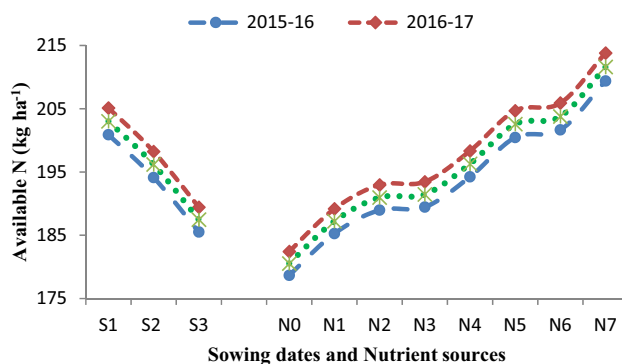 2015-16 2016-17
Available N (kg ha⁻¹)
215
205
195
185
175
S1 S2 S3 N0 N1 N2 N3 N4 N5 N6 N7
Sowing dates and Nutrient sources